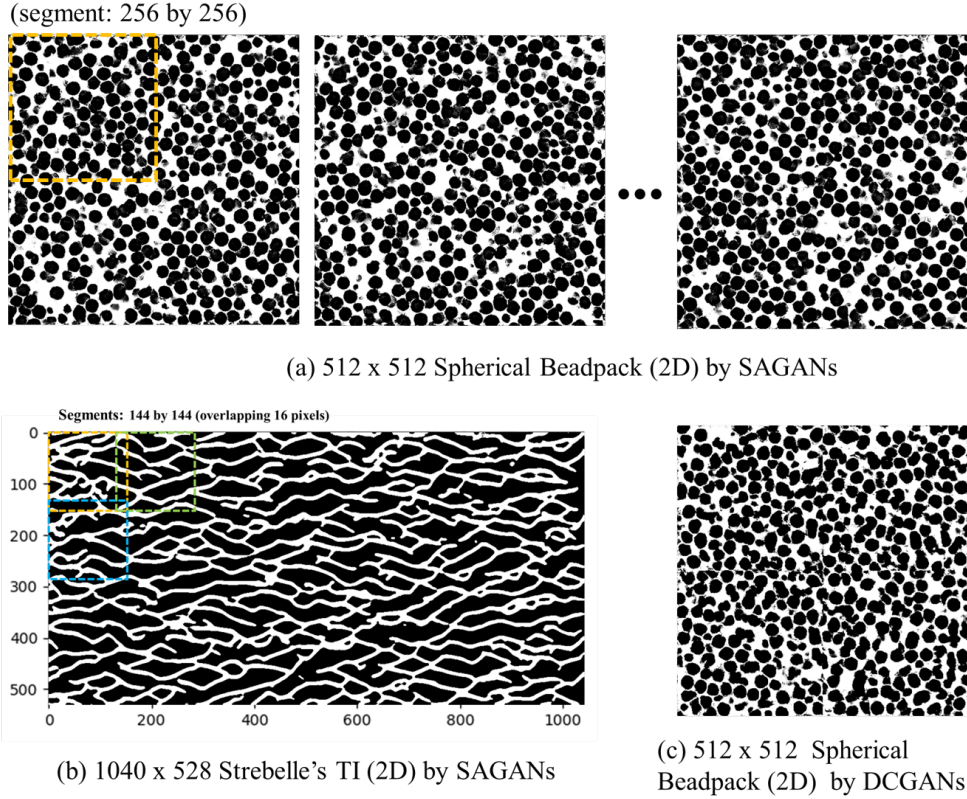 (segment: 256 by 256)
(a) 512 x 512 Spherical Beadpack (2D) by SAGANs
Segments: 144 by 144 (overlapping 16 pixels)
0
100
200
300
400
500
0 200 400 600 800 1000
(b) 1040 x 528 Strebelle's TI (2D) by SAGANs
(c) 512 x 512 Spherical
Beadpack (2D) by DCGANs